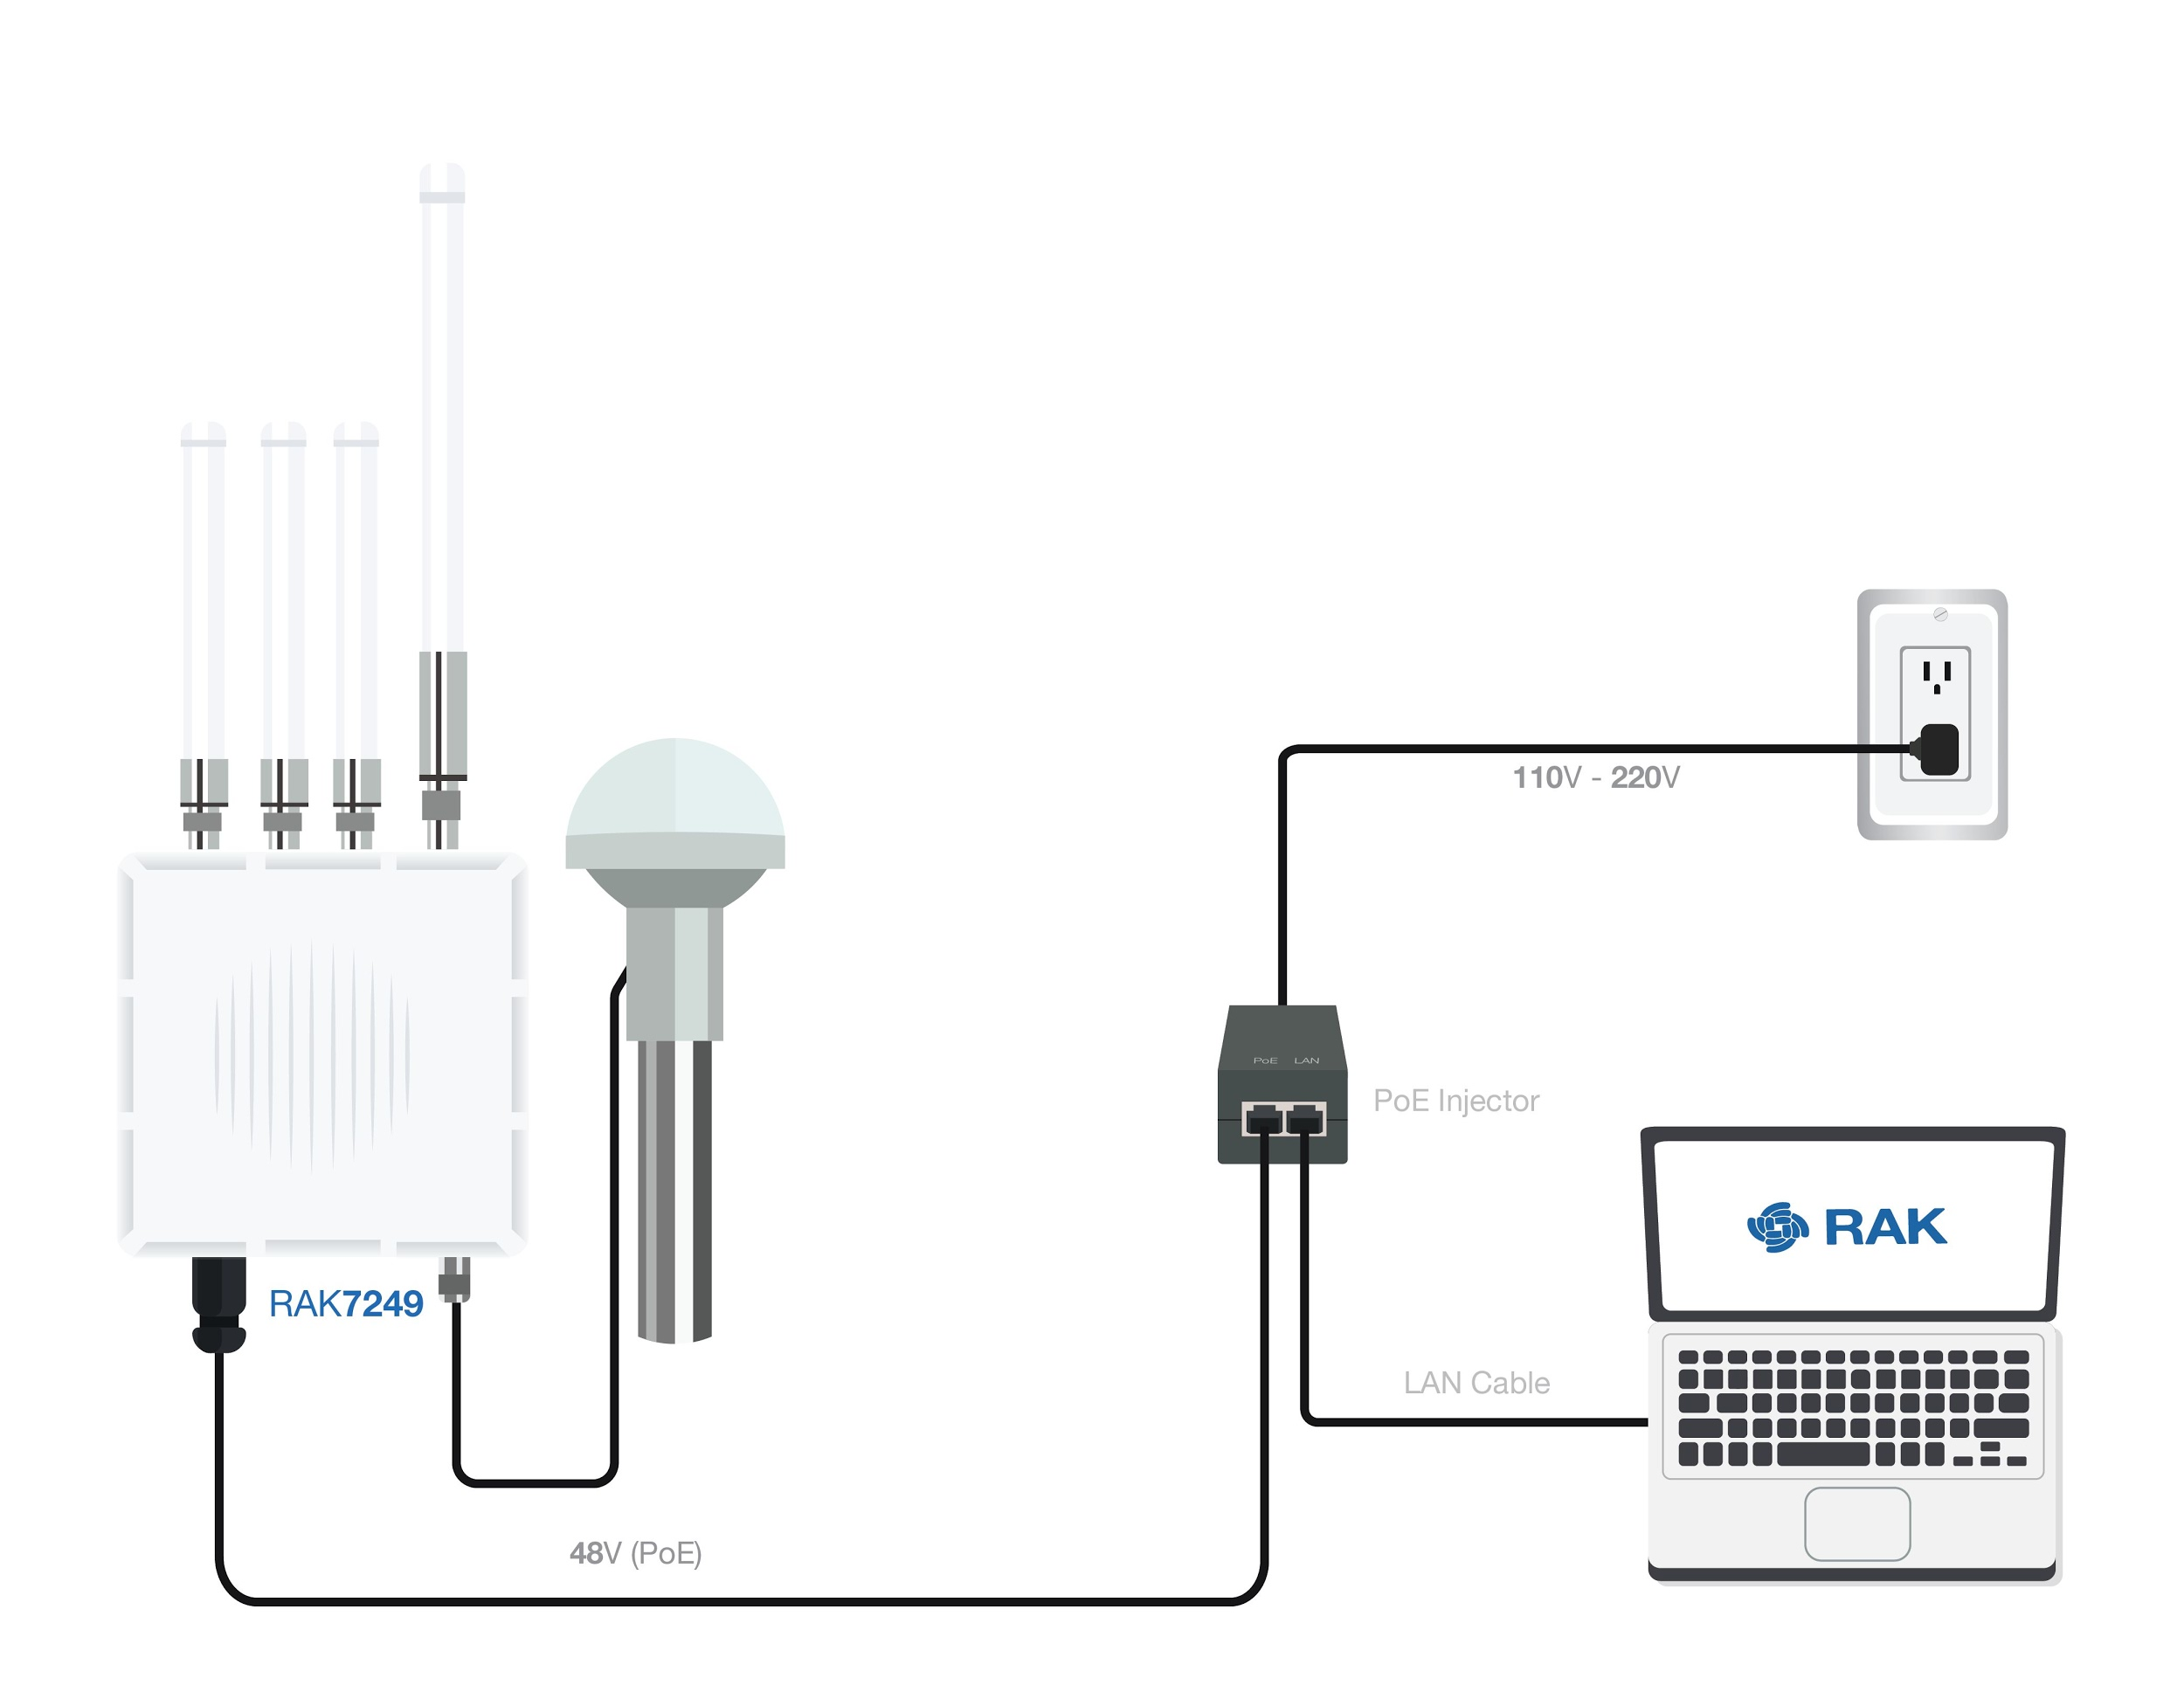 110V - 220V
PoE LAN
PoE Injector
RAK
RAK7249
LAN Cable
48V (PoE)